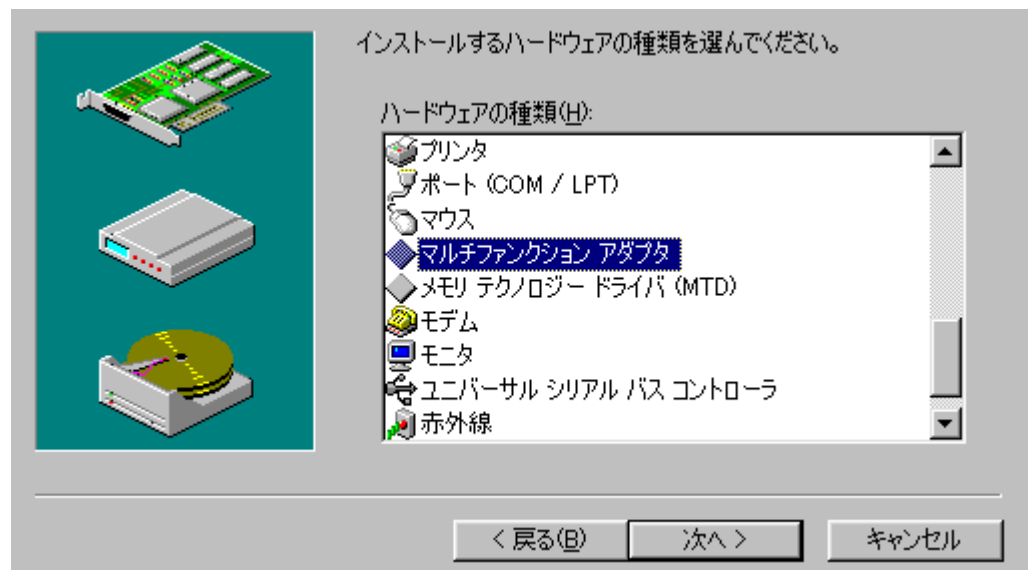 インストールするハードウェアの種類を選んでください。
ハードウェアの種類(H):
プリンタ
ポート (COM / LPT)
マウス
マルチファンクション アダプタ
メモリ テクノロジー ドライバ (MTD)
モデム
モニタ
ユニバーサル シリアル バス コントローラ
赤外線
< 戻る(B)
次へ >
キャンセル